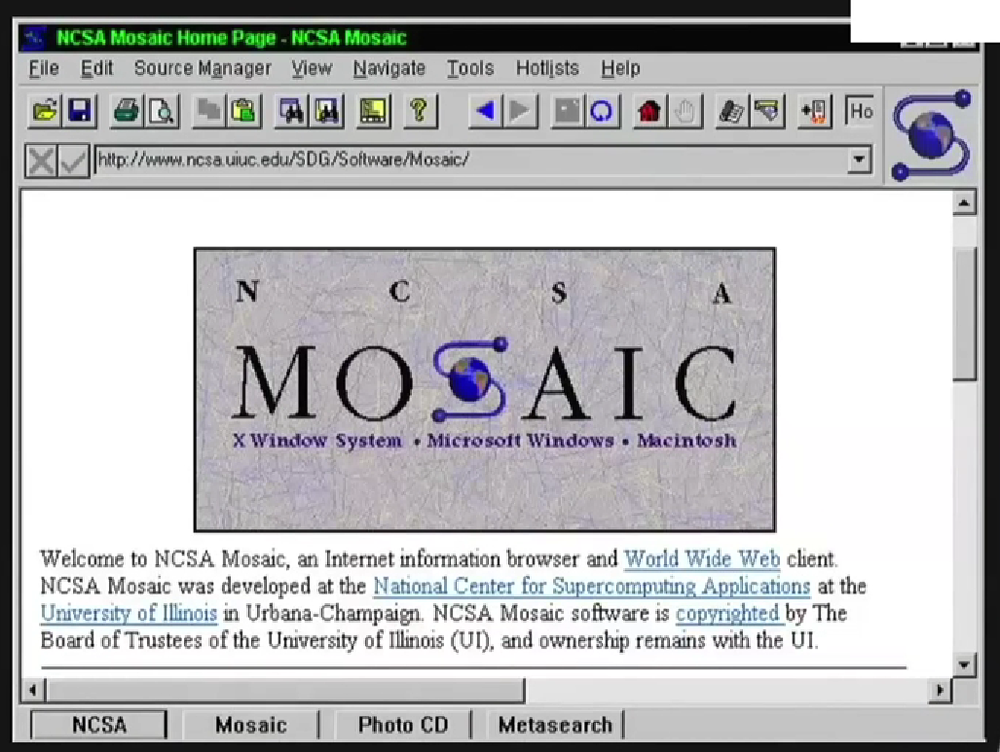 NCSA Mosaic Home Page - NCSA Mosaic
File Edit Source Manager View Navigate Tools Hotlists Help
Ho
http://www.ncsa.uiuc.edu/SDG/Software/Mosaic/
N C S A
MOSAIC
X Window System • Microsoft Windows • Macintosh
Welcome to NCSA Mosaic, an Internet information browser and World Wide Web client.
NCSA Mosaic was developed at the National Center for Supercomputing Applications at the
University of Illinois in Urbana-Champaign. NCSA Mosaic software is copyrighted by The
Board of Trustees of the University of Illinois (UI), and ownership remains with the UI.
NCSA Mosaic Photo CD Metasearch